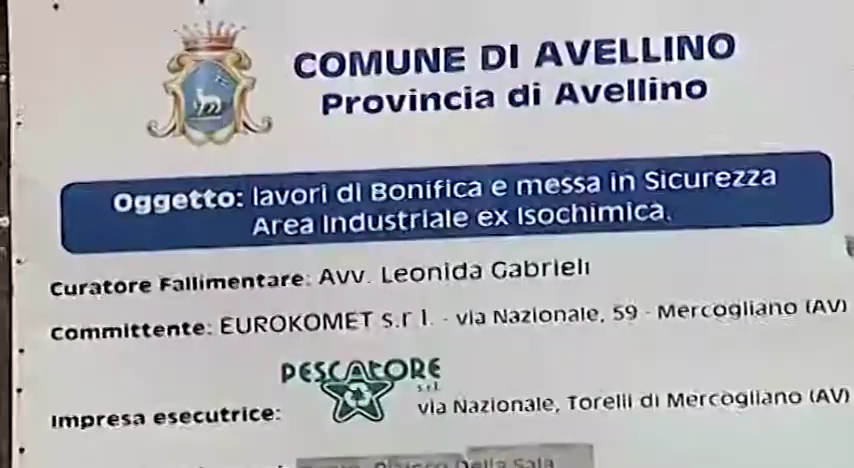 COMUNE DI AVELLINO
Provincia di Avellino
Oggetto: lavori di Bonifica e messa in Sicurezza
Area Industriale ex Isochimica.
Curatore Fallimentare: Avv. Leonida Gabrieli
Committente: EUROKOMET s.r.l. - via Nazionale, 59 - Mercogliano (AV)
PESCATORE
s.r.l.
Impresa esecutrice: via Nazionale, Torelli di Mercogliano (AV)
Della Sala